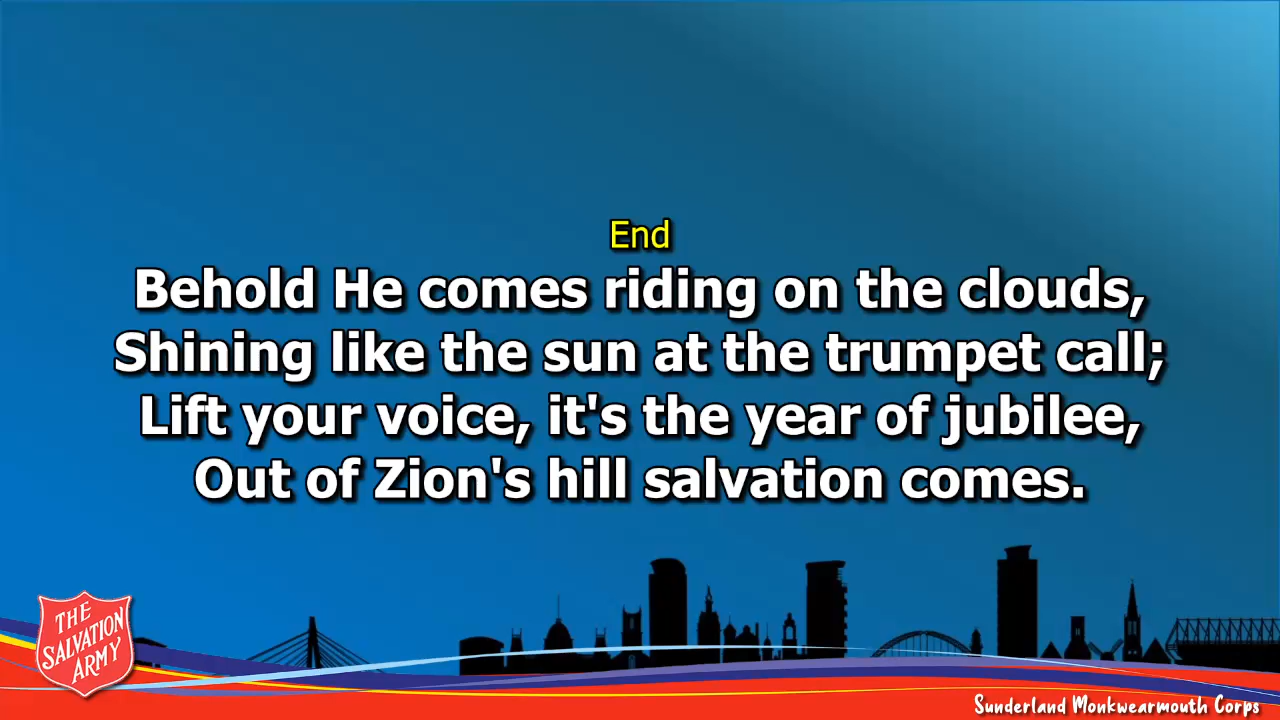 End
Behold He comes riding on the clouds,
Shining like the sun at the trumpet call;
Lift your voice, it's the year of jubilee,
Out of Zion's hill salvation comes.
THE
SALVATION
ARMY
Sunderland Monkwearmouth Corps